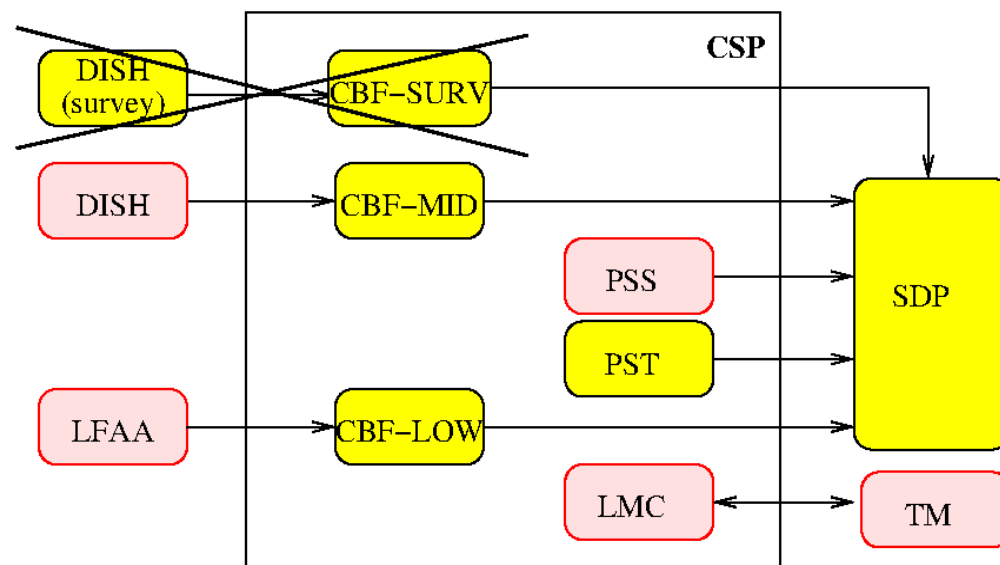 CSP
DISH
(survey)
CBF−SURV
DISH
CBF−MID
PSS
SDP
PST
LFAA
CBF−LOW
LMC
TM